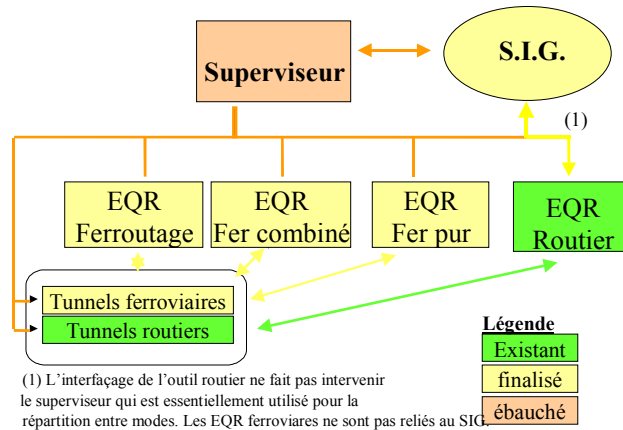 Superviseur
S.I.G.
(1)
EQR
Ferroutage
EQR
Fer combiné
EQR
Fer pur
EQR
Routier
Tunnels ferroviaires
Tunnels routiers
Légende
Existant
finalisé
ébauché
(1) L'interfaçage de l'outil routier ne fait pas intervenir
le superviseur qui est essentiellement utilisé pour la
répartition entre modes. Les EQR ferroviares ne sont pas reliés au SIG.